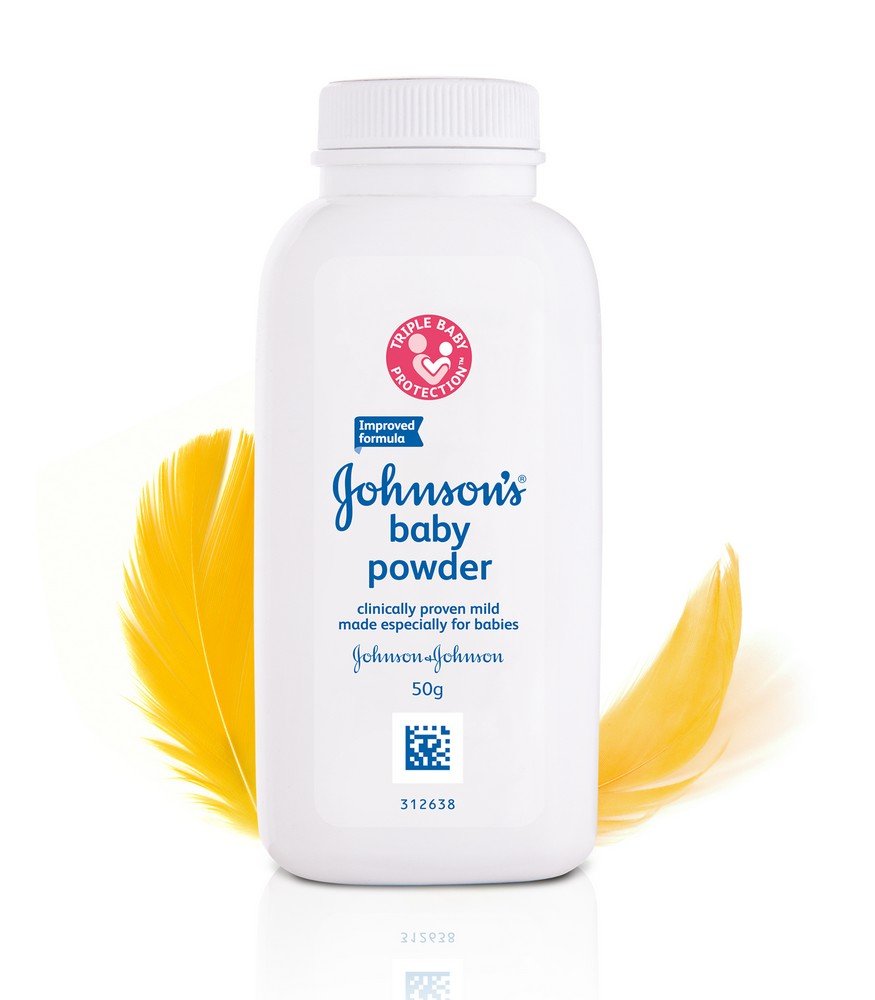 TRIPLE BABY
PROTECTION™
Improved
formula
Johnson's®
baby
powder
clinically proven mild
made especially for babies
Johnson & Johnson
50g
312638
312638